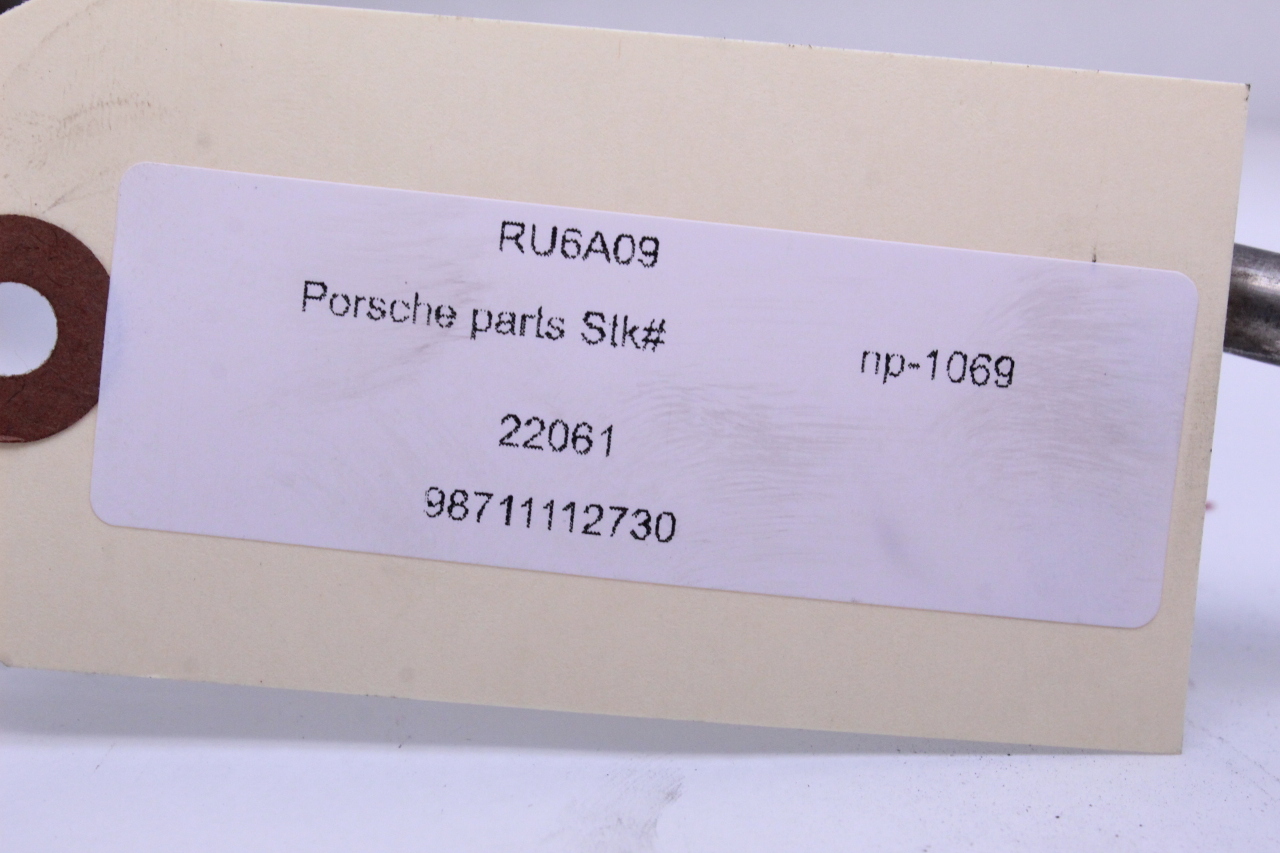 RU6A09
Porsche parts Stk# np-1069
22061
98711112730